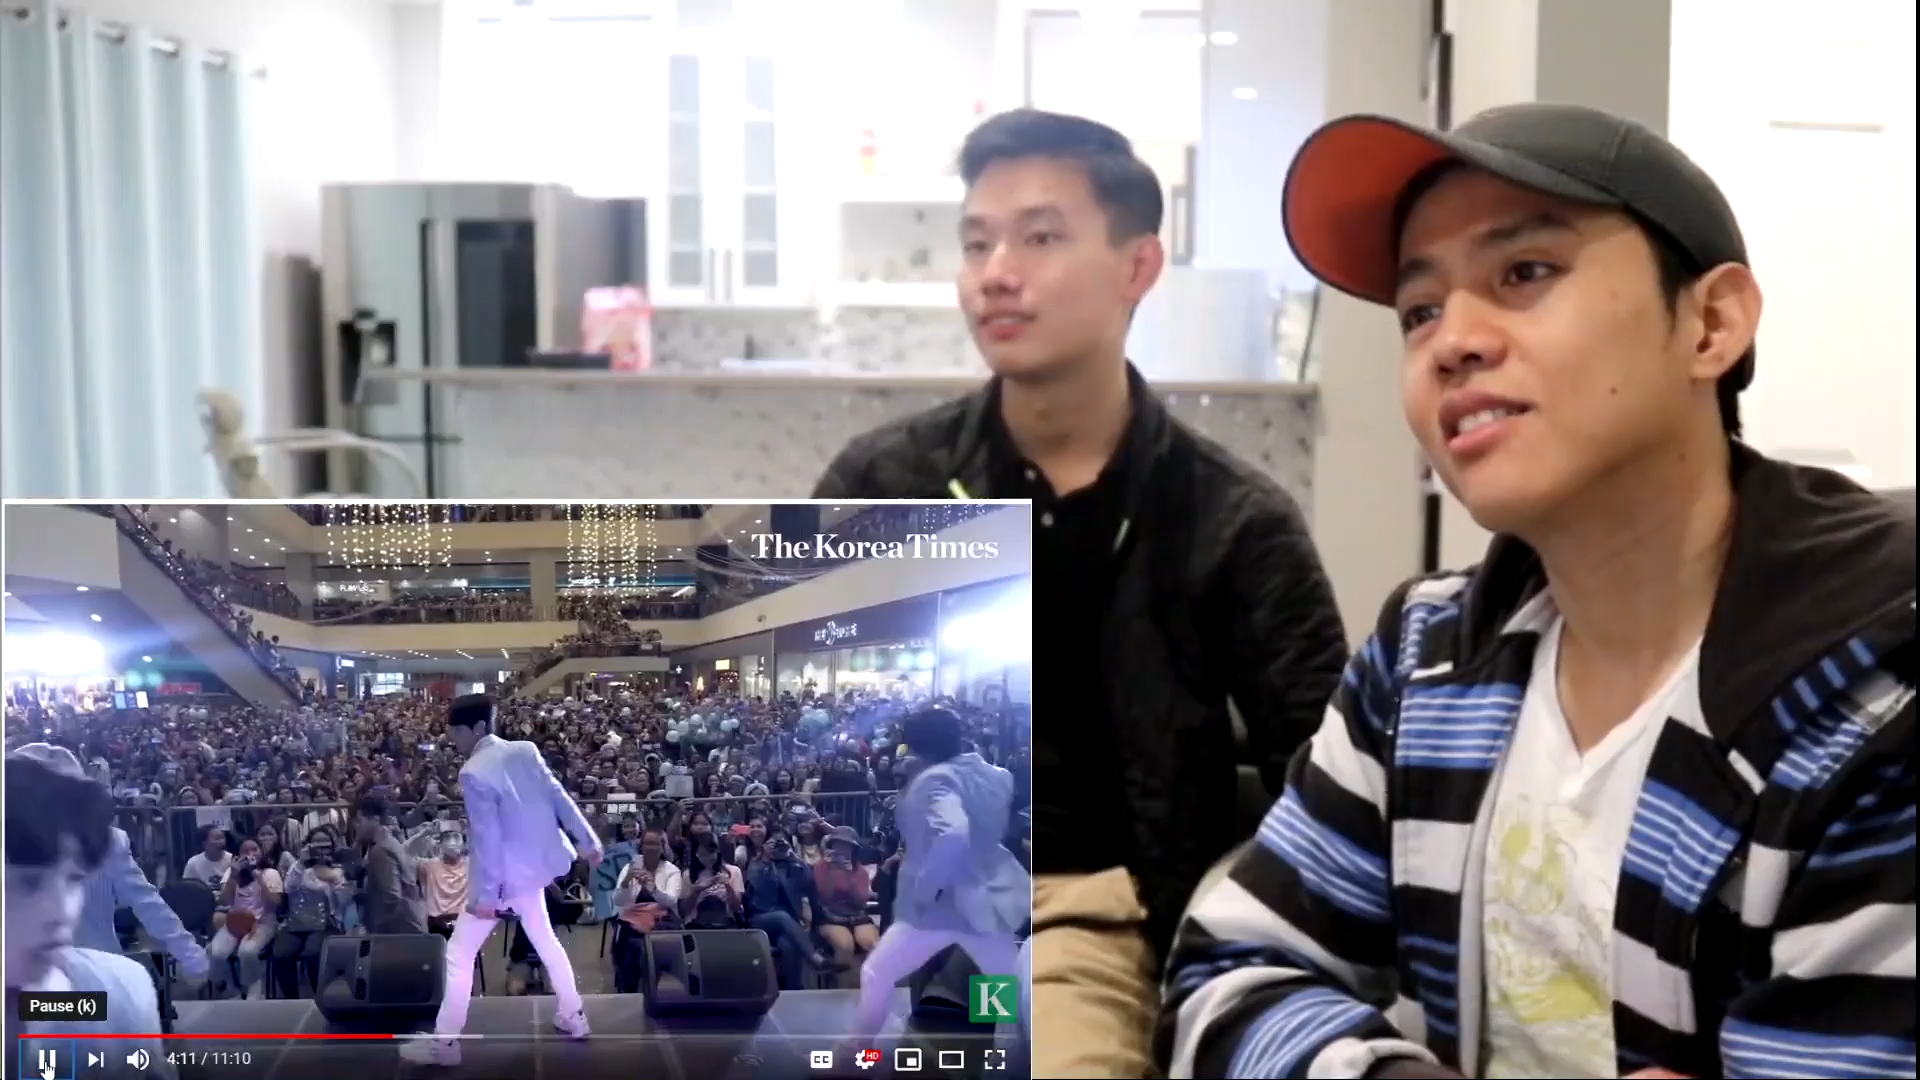 The Korea Times
K
Pause (k)
4:11 / 11:10
CC
HD